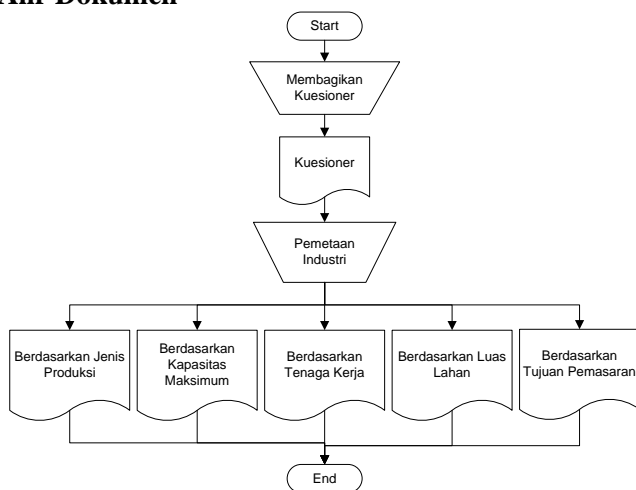 Alir Dokumen
Start
Membagikan
Kuesioner
Kuesioner
Pemetaan
Industri
Berdasarkan Jenis
Produksi
Berdasarkan
Kapasitas
Maksimum
Berdasarkan
Tenaga Kerja
Berdasarkan Luas
Lahan
Berdasarkan
Tujuan Pemasaran
End